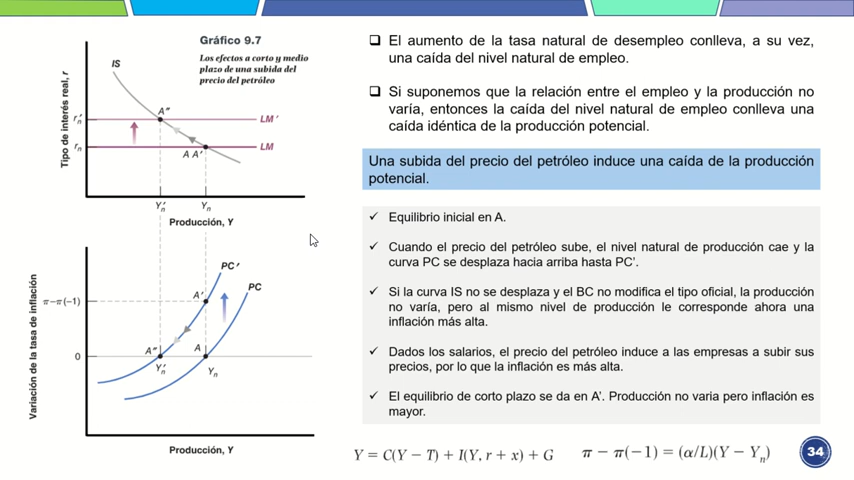 Gráfico 9.7
Los efectos a corto y medio
plazo de una subida del
precio del petróleo
Tipo de interés real, r
IS
A″
r′n
LM′
rn
A A′
LM
Y′n
Yn
Producción, Y
Variación de la tasa de inflación
PC′
PC
π−π(−1)
A′
0
A″
A
Y′n
Yn
Producción, Y
❑ El aumento de la tasa natural de desempleo conlleva, a su vez,
una caída del nivel natural de empleo.
❑ Si suponemos que la relación entre el empleo y la producción no
varía, entonces la caída del nivel natural de empleo conlleva una
caída idéntica de la producción potencial.
Una subida del precio del petróleo induce una caída de la producción
potencial.
✓ Equilibrio inicial en A.
✓ Cuando el precio del petróleo sube, el nivel natural de producción cae y la
curva PC se desplaza hacia arriba hasta PC’.
✓ Si la curva IS no se desplaza y el BC no modifica el tipo oficial, la producción
no varía, pero al mismo nivel de producción le corresponde ahora una
inflación más alta.
✓ Dados los salarios, el precio del petróleo induce a las empresas a subir sus
precios, por lo que la inflación es más alta.
✓ El equilibrio de corto plazo se da en A’. Producción no varia pero inflación es
mayor.
Y = C(Y − T) + I(Y, r + x) + G
π − π(−1) = (α/L)(Y − Yn)
34